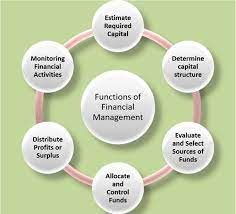 Estimate
Required
Capital
Determine
capital
structure
Evaluate
and Select
Sources of
Funds
Allocate
and
Control
Funds
Distribute
Profits or
Surplus
Monitoring
Financial
Activities
Functions of
Financial
Management